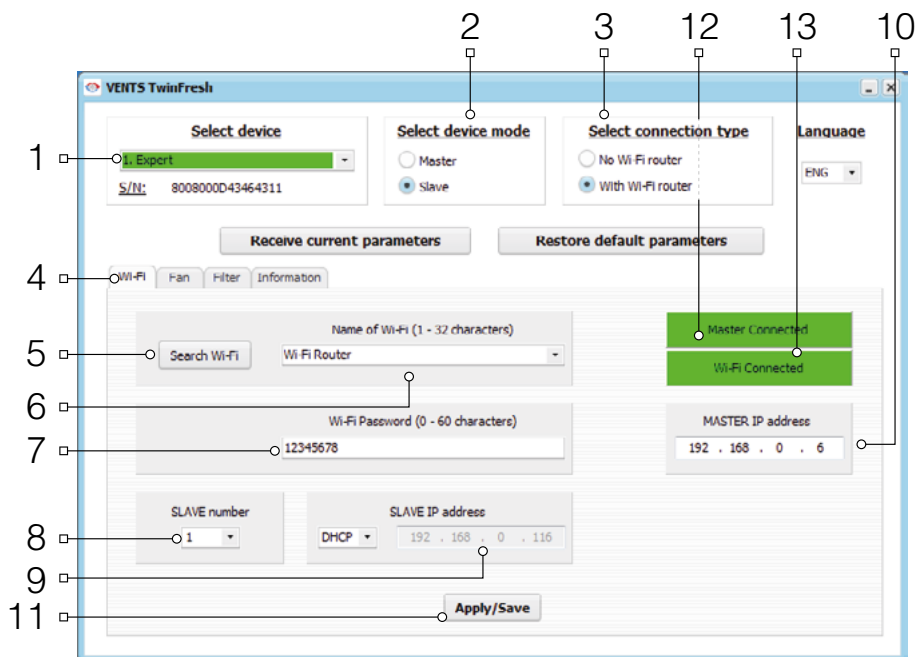 2 3 12 13 10
VENTS TwinFresh
Select device
Select device mode
Select connection type
Language
1
1. Expert
Master
No Wi-Fi router
ENG
S/N: 8008000D43464311
Slave
With Wi-Fi router
Receive current parameters
Restore default parameters
4
Wi-Fi Fan Filter Information
Name of Wi-Fi (1 - 32 characters)
Master Connected
5
Search Wi-Fi
Wi-Fi Router
Wi-Fi Connected
6
Wi-Fi Password (0 - 60 characters)
MASTER IP address
7
12345678
192 . 168 . 0 . 6
SLAVE number
SLAVE IP address
8
1
DHCP
192 . 168 . 0 . 116
9
11
Apply/Save